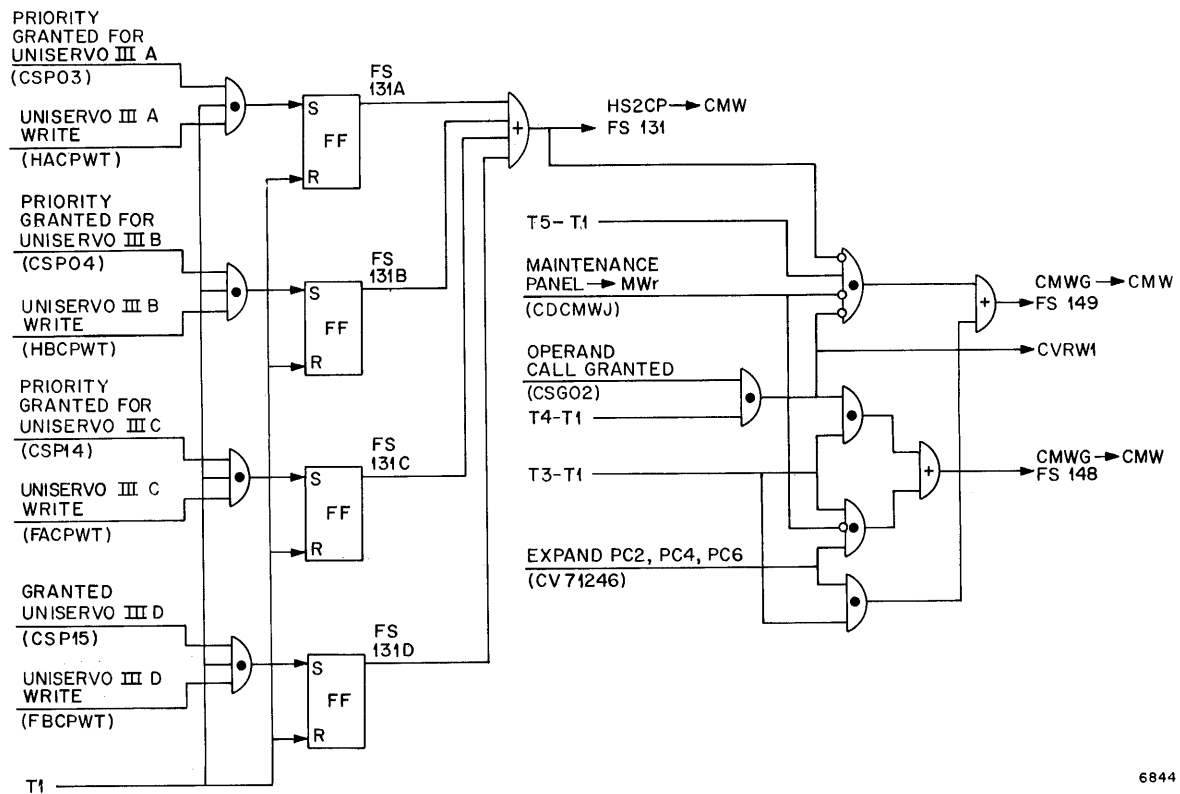 PRIORITY
GRANTED FOR
UNISERVO III A
(CSP03)
UNISERVO III A
WRITE
(HACPWT)
S
FF
R
FS
131A
PRIORITY
GRANTED FOR
UNISERVO III B
(CSP04)
UNISERVO III B
WRITE
(HBCPWT)
S
FF
R
FS
131B
PRIORITY
GRANTED FOR
UNISERVO III C
(CSP14)
UNISERVO III C
WRITE
(FACPWT)
S
FF
R
FS
131C
GRANTED
UNISERVO III D
(CSP15)
UNISERVO III D
WRITE
(FBCPWT)
S
FF
R
FS
131D
T1
+
HS2CP→CMW
FS 131
T5-T1
MAINTENANCE
PANEL→MWr
(CDCMWJ)
OPERAND
CALL GRANTED
(CSG02)
T4-T1
T3-T1
EXPAND PC2, PC4, PC6
(CV71246)
+
CMWG→CMW
FS 149
CVRW1
+
CMWG→CMW
FS 148
6844